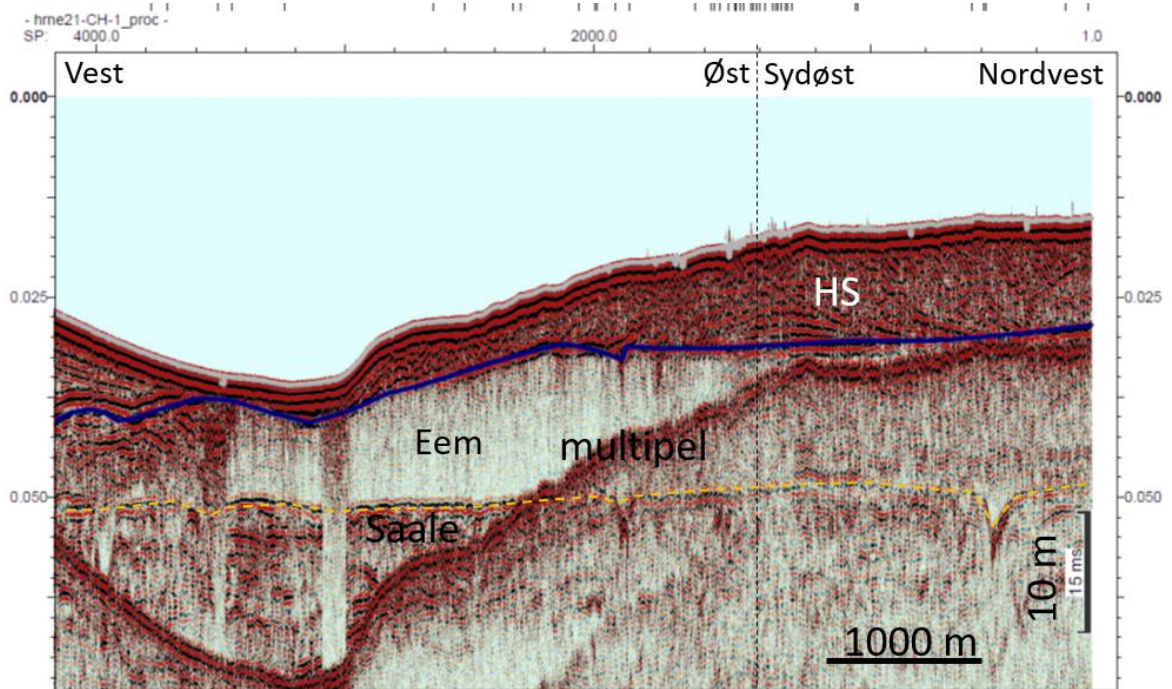 - hrne21-CH-1_proc -
SP: 4000.0 2000.0 1.0
Vest Øst Sydøst Nordvest
0.000 0.000
HS
0.025 0.025
Eem multipel
0.050 0.050
Saale
10 m
15 ms
1000 m